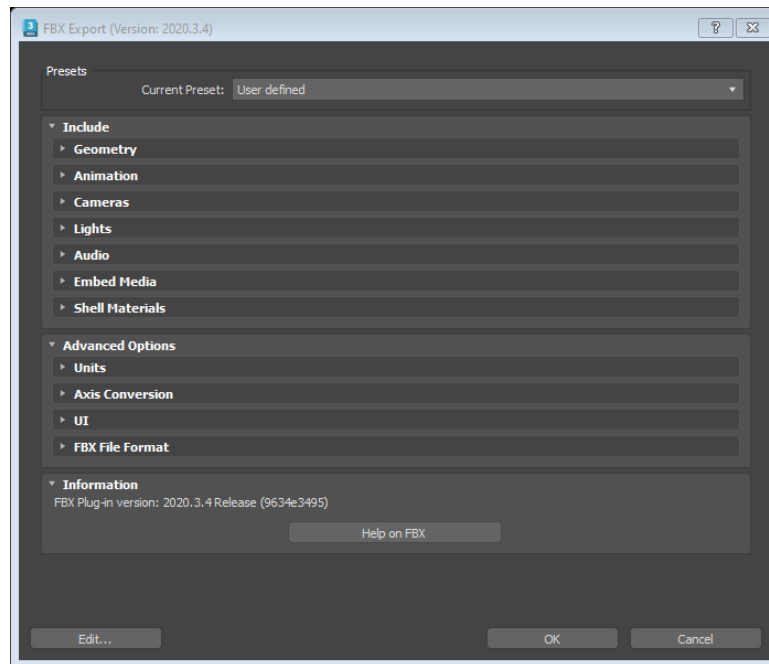 3
FBX Export (Version: 2020.3.4)
?
Presets
Current Preset: User defined
Include
Geometry
Animation
Cameras
Lights
Audio
Embed Media
Shell Materials
Advanced Options
Units
Axis Conversion
UI
FBX File Format
Information
FBX Plug-in version: 2020.3.4 Release (9634e3495)
Help on FBX
Edit... OK Cancel